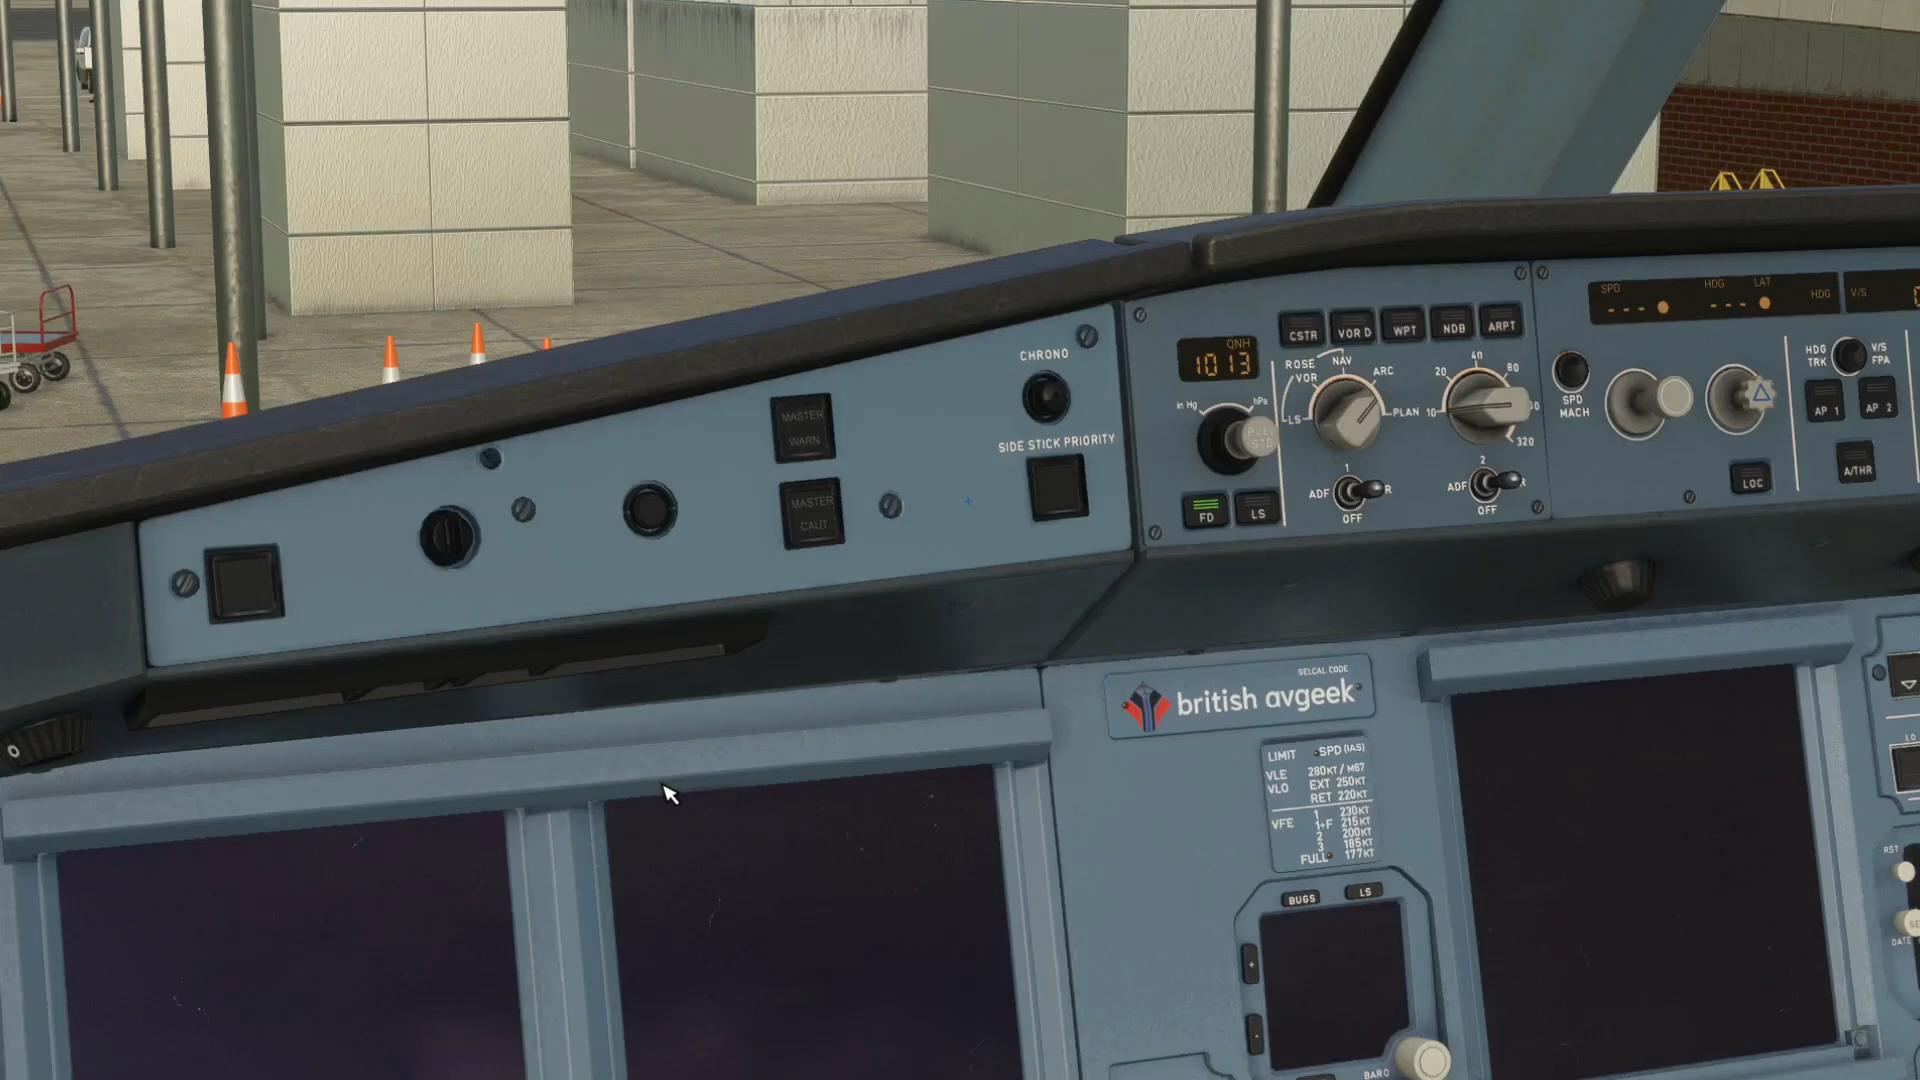 SPD
HDG
LAT
HDG
V/S
QNH
1013
CSTR
VOR D
WPT
NDB
ARPT
CHRONO
ROSE
NAV
VOR
ARC
LS
PLAN
in Hg
hPa
PULL
STD
10
20
40
80
320
HDG
TRK
V/S
FPA
SPD
MACH
AP 1
AP 2
MASTER
WARN
MASTER
CAUT
SIDE STICK PRIORITY
LOC
A/THR
FD
LS
1
ADF
OFF
2
ADF
OFF
SELCAL CODE
british avgeek
LIMIT SPD (IAS)
VLE 280KT / M67
VLO EXT 250KT
RET 220KT
VFE 1 230KT
1+F 215KT
2 200KT
3 185KT
FULL 177KT
BUGS
LS
BARO
RST
DATE